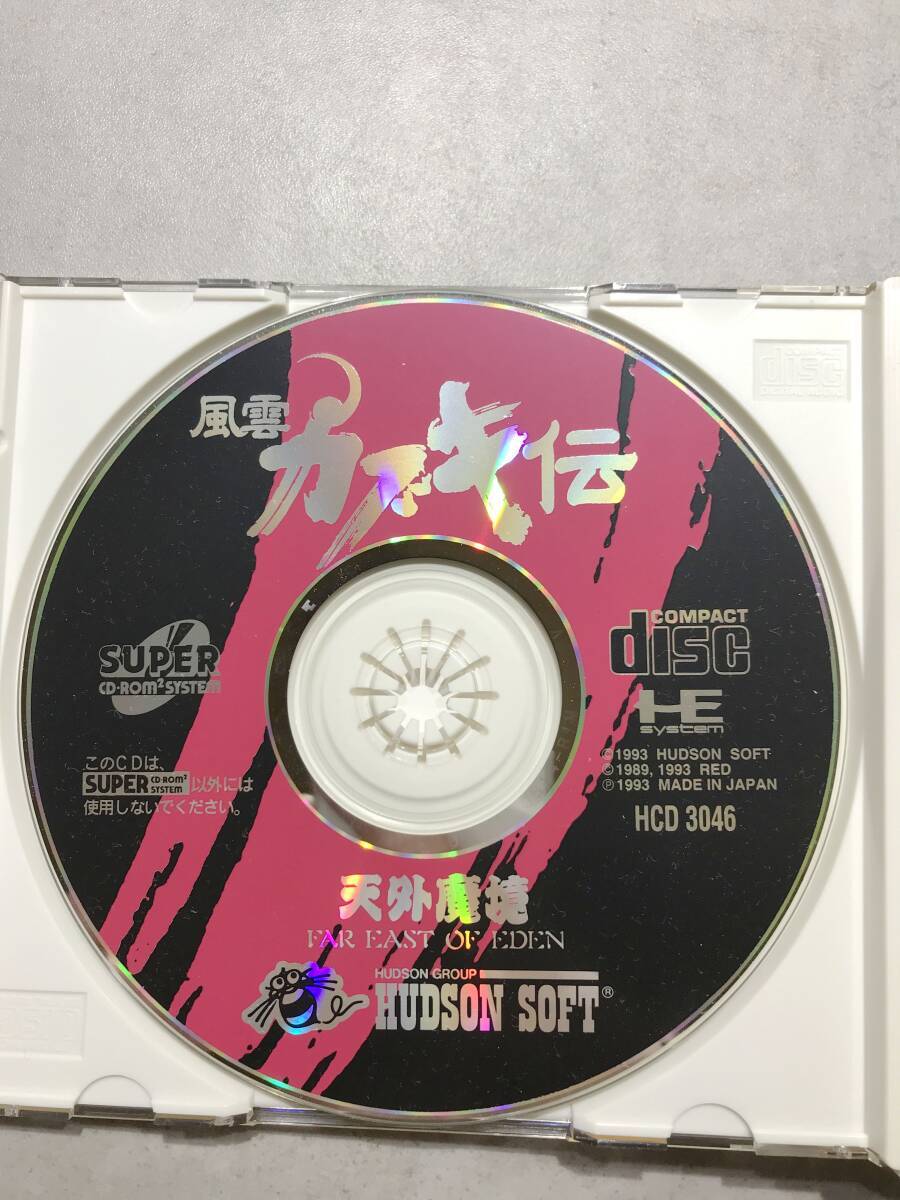 風雲カブキ伝
SUPER
CD-ROM² SYSTEM
COMPACT
disc
HE
system
このCDは、
SUPER CD-ROM² SYSTEM 以外には
使用しないでください。
©1993 HUDSON SOFT
©1989, 1993 RED
℗1993 MADE IN JAPAN
HCD 3046
天外魔境
FAR EAST OF EDEN
HUDSON GROUP
HUDSON SOFT®
disc